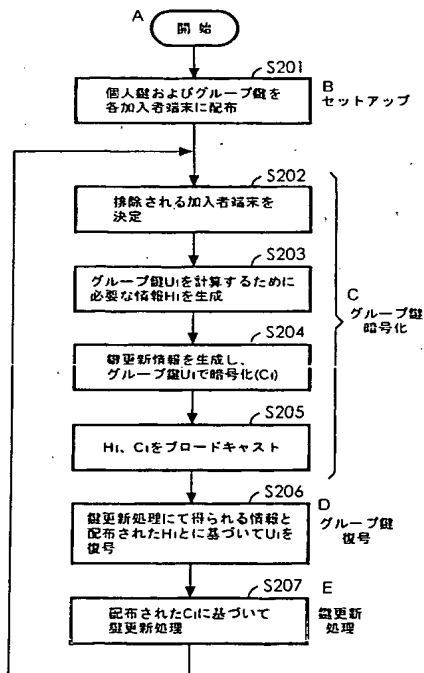 A
開始
S201
個人鍵およびグループ鍵を
各加入者端末に配布
B
セットアップ
S202
排除される加入者端末を
決定
S203
グループ鍵Uiを計算するために
必要な情報Hiを生成
C
グループ鍵
暗号化
S204
鍵更新情報を生成し、
グループ鍵Uiで暗号化(Ci)
S205
Hi、Ciをブロードキャスト
S206
鍵更新処理にて得られる情報と
配布されたHiとに基づいてUiを
復号
D
グループ鍵
復号
S207
配布されたCiに基づいて
鍵更新処理
E
鍵更新
処理